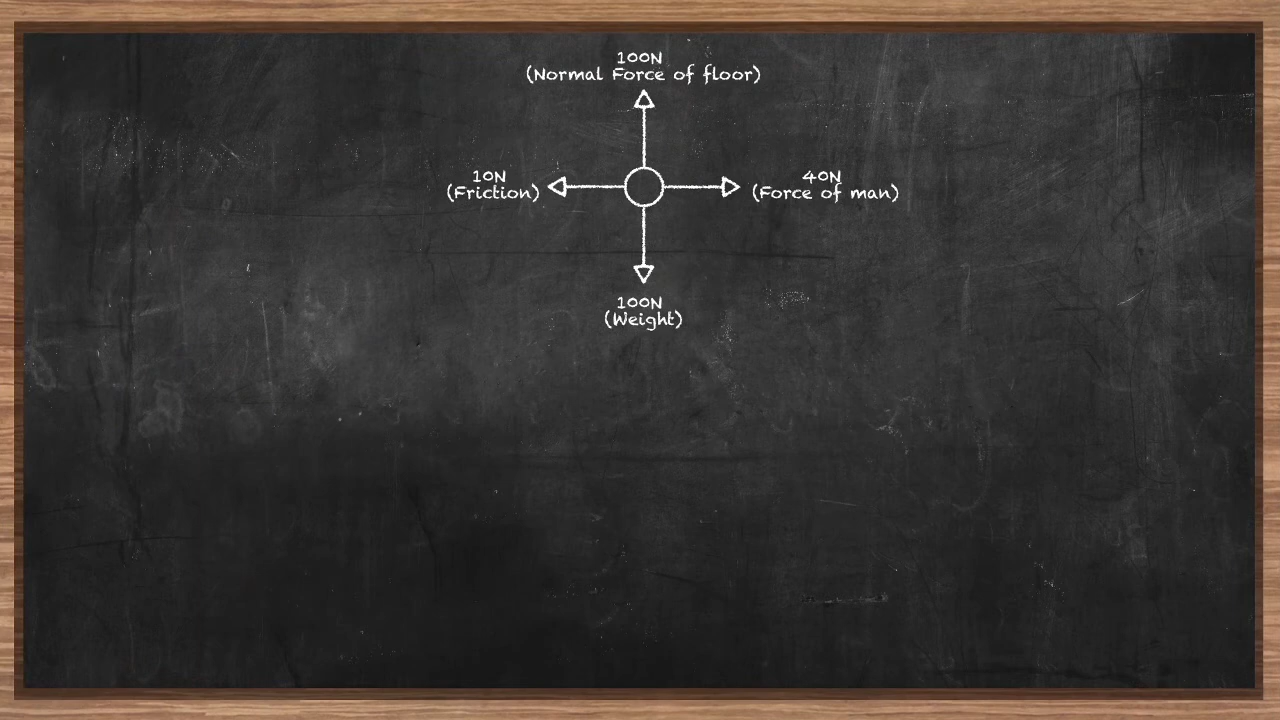 100N
(Normal Force of floor)
10N
(Friction)
40N
(Force of man)
100N
(Weight)